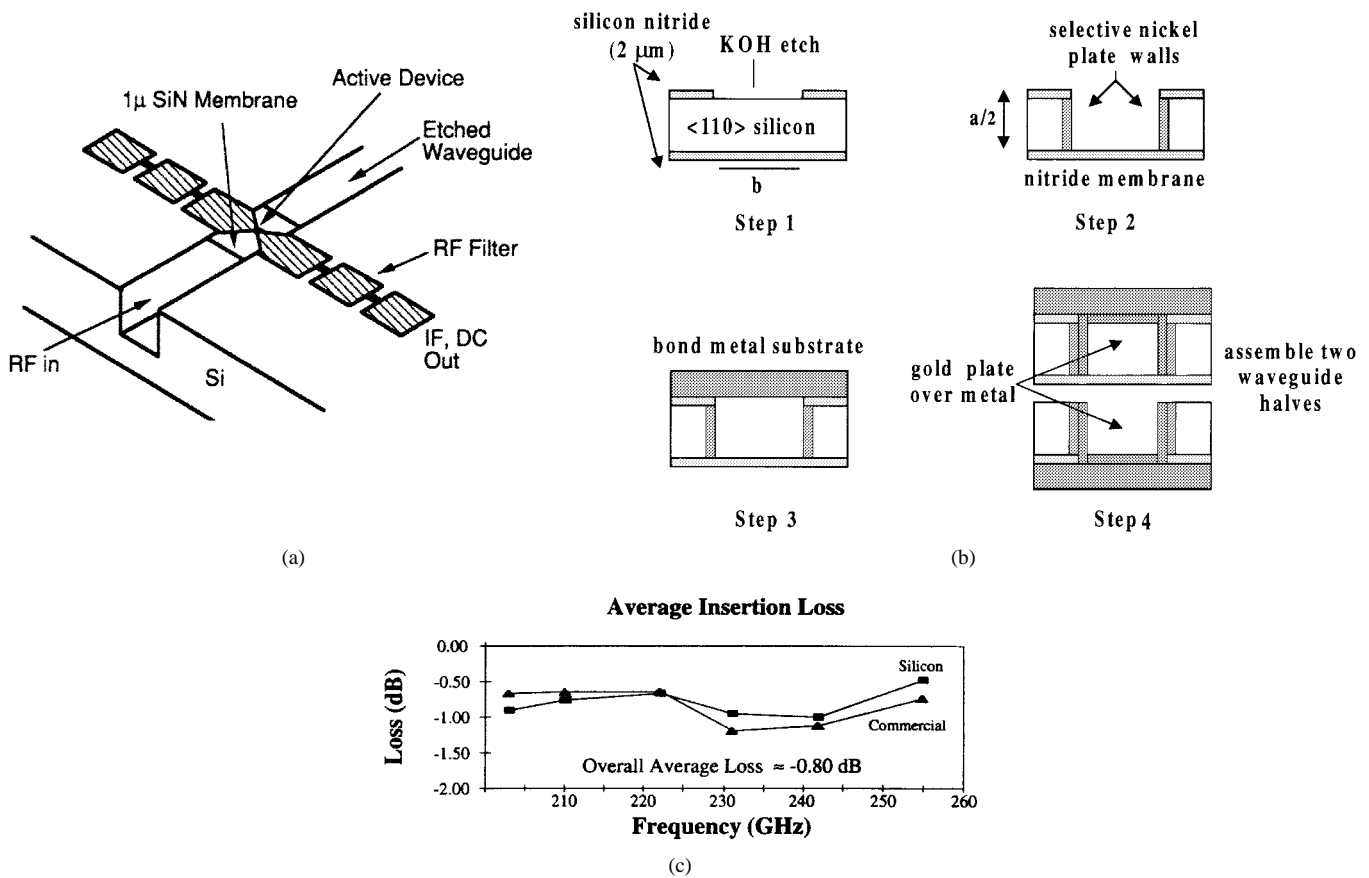 Active Device
1μ SiN Membrane
Etched
Waveguide
RF Filter
IF, DC
Out
RF in
Si
(a)
silicon nitride
(2 μm)
KOH etch
<110> silicon
b
Step 1
selective nickel
plate walls
a/2
nitride membrane
Step 2
bond metal substrate
Step 3
gold plate
over metal
assemble two
waveguide
halves
Step 4
(b)
Average Insertion Loss
0.00
-0.50
-1.00
-1.50
-2.00
Loss (dB)
Silicon
Commercial
Overall Average Loss ≈ -0.80 dB
210 220 230 240 250 260
Frequency (GHz)
(c)